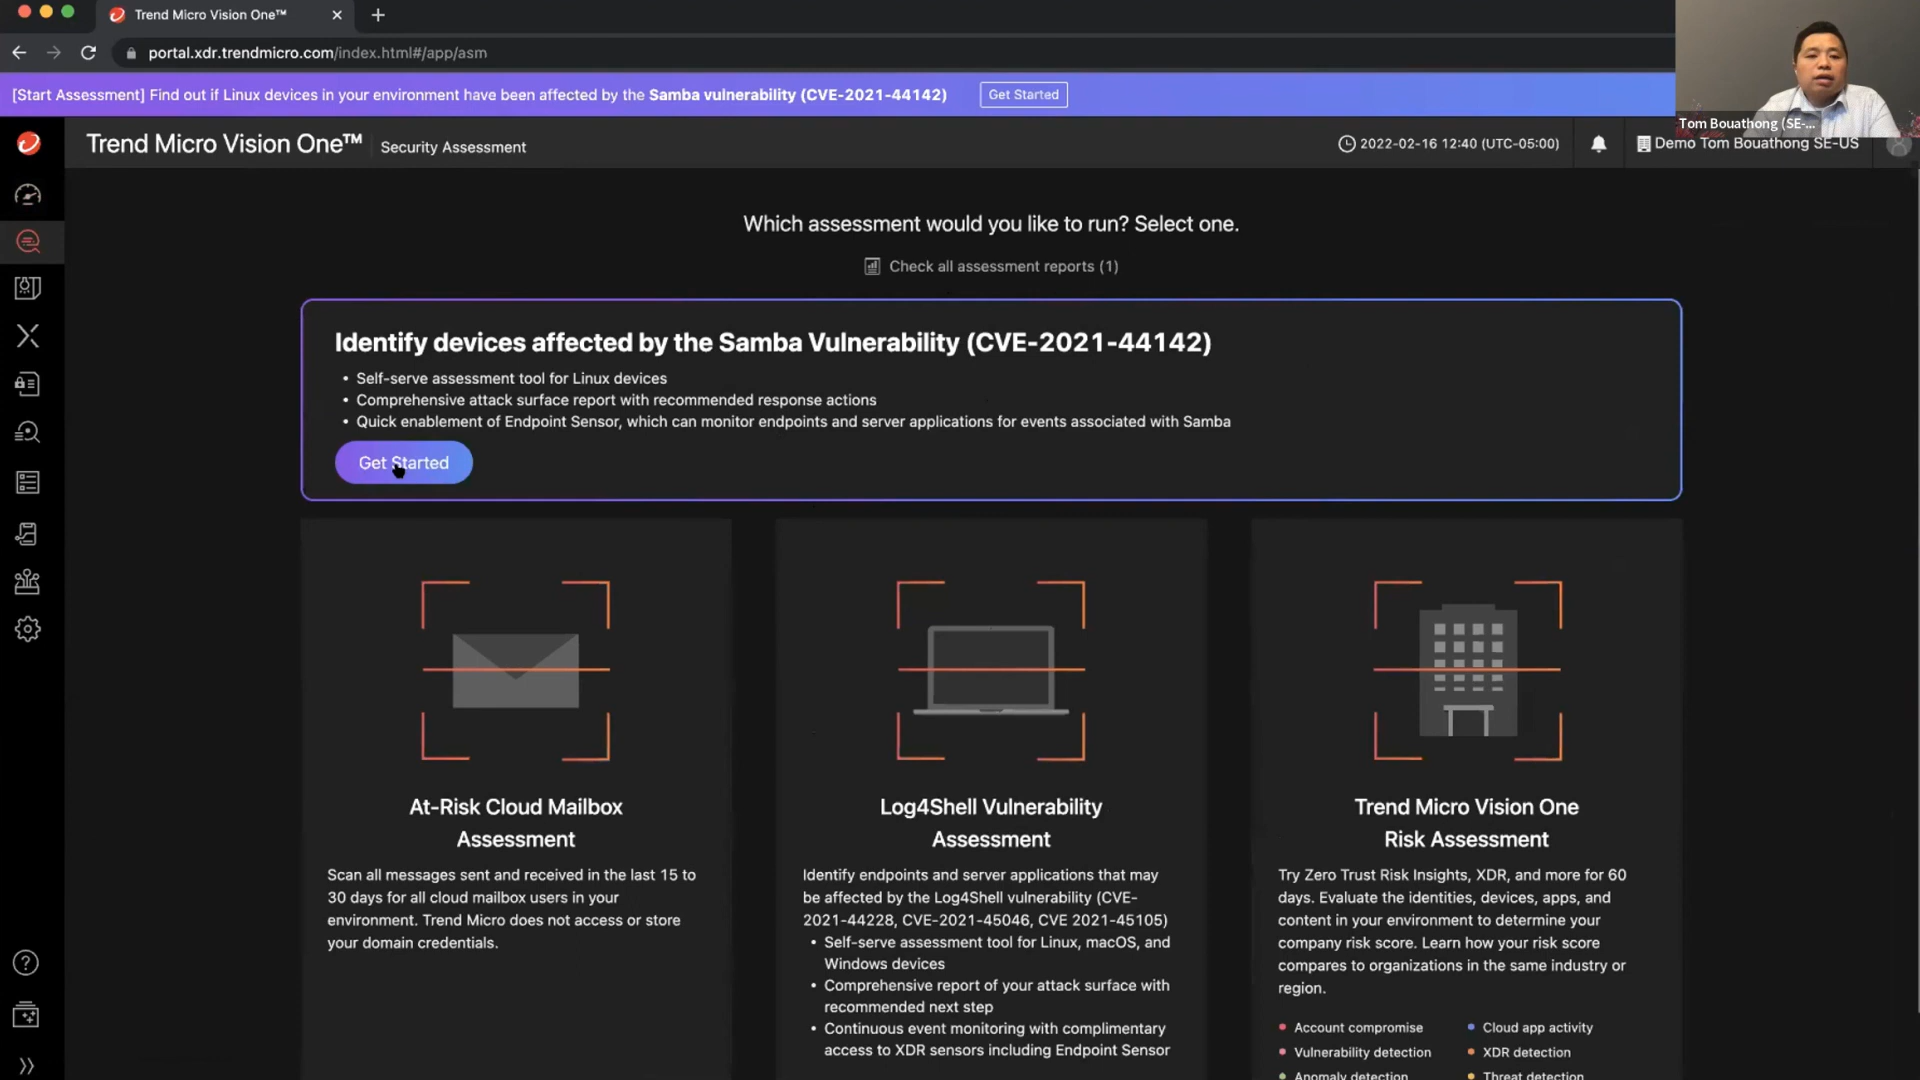 Trend Micro Vision One™
portal.xdr.trendmicro.com/index.html#/app/asm
[Start Assessment] Find out if Linux devices in your environment have been affected by the Samba vulnerability (CVE-2021-44142)
Get Started
Tom Bouathong (SE-...
Trend Micro Vision One™
Security Assessment
2022-02-16 12:40 (UTC-05:00)
Demo Tom Bouathong SE-US
Which assessment would you like to run? Select one.
Check all assessment reports (1)
Identify devices affected by the Samba Vulnerability (CVE-2021-44142)
• Self-serve assessment tool for Linux devices
• Comprehensive attack surface report with recommended response actions
• Quick enablement of Endpoint Sensor, which can monitor endpoints and server applications for events associated with Samba
Get Started
At-Risk Cloud Mailbox
Assessment
Scan all messages sent and received in the last 15 to
30 days for all cloud mailbox users in your
environment. Trend Micro does not access or store
your domain credentials.
Log4Shell Vulnerability
Assessment
Identify endpoints and server applications that may
be affected by the Log4Shell vulnerability (CVE-
2021-44228, CVE-2021-45046, CVE 2021-45105)
• Self-serve assessment tool for Linux, macOS, and
Windows devices
• Comprehensive report of your attack surface with
recommended next step
• Continuous event monitoring with complimentary
access to XDR sensors including Endpoint Sensor
Trend Micro Vision One
Risk Assessment
Try Zero Trust Risk Insights, XDR, and more for 60
days. Evaluate the identities, devices, apps, and
content in your environment to determine your
company risk score. Learn how your risk score
compares to organizations in the same industry or
region.
• Account compromise
• Cloud app activity
• Vulnerability detection
• XDR detection
• Anomaly detection
• Threat detection